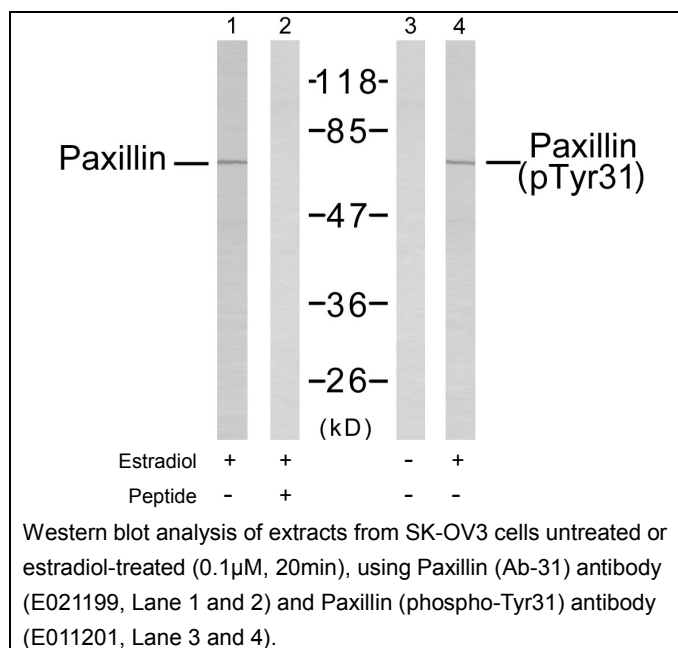 1 2 3 4
-118-
-85-
Paxillin
Paxillin
(pTyr31)
-47-
-36-
-26-
(kD)
Estradiol + + - +
Peptide - + - -
Western blot analysis of extracts from SK-OV3 cells untreated or
estradiol-treated (0.1µM, 20min), using Paxillin (Ab-31) antibody
(E021199, Lane 1 and 2) and Paxillin (phospho-Tyr31) antibody
(E011201, Lane 3 and 4).